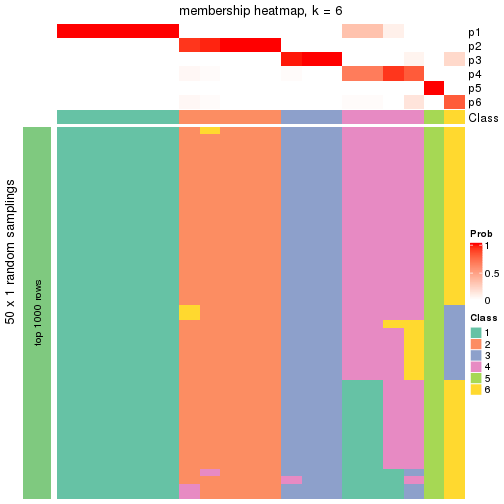 membership heatmap, k = 6
p1
p2
p3
p4
p5
p6
Class
50 x 1 random samplings
top 1000 rows
Prob
1
0.5
0
Class
1
2
3
4
5
6